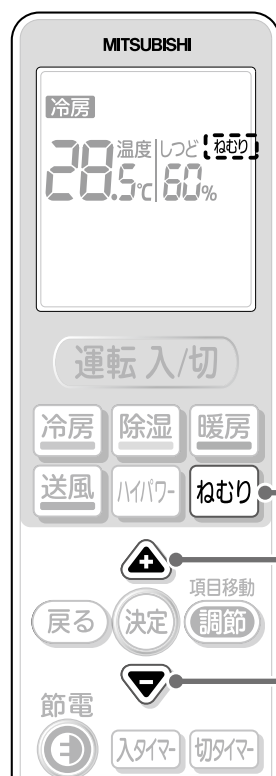 MITSUBISHI
冷房
温度 しつど ねむり
28.5℃ 60%
運転 入/切
冷房 除湿 暖房
送風 ハイパワー ねむり
+
項目移動
戻る 決定 調節
-
節電
入タイマー 切タイマー